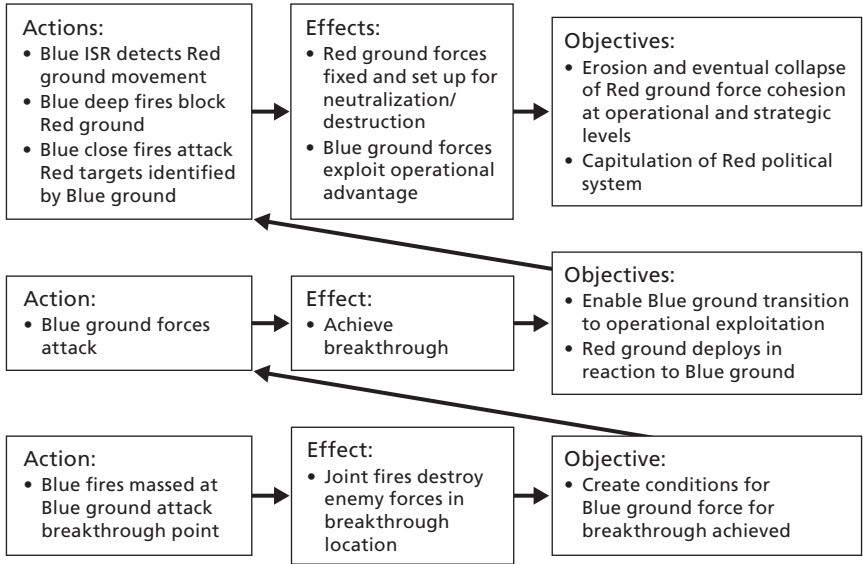 Actions:
• Blue ISR detects Red
ground movement
• Blue deep fires block
Red ground
• Blue close fires attack
Red targets identified
by Blue ground
Effects:
• Red ground forces
fixed and set up for
neutralization/
destruction
• Blue ground forces
exploit operational
advantage
Objectives:
• Erosion and eventual collapse
of Red ground force cohesion
at operational and strategic
levels
• Capitulation of Red political
system
Action:
• Blue ground forces
attack
Effect:
• Achieve
breakthrough
Objectives:
• Enable Blue ground transition
to operational exploitation
• Red ground deploys in
reaction to Blue ground
Action:
• Blue fires massed at
Blue ground attack
breakthrough point
Effect:
• Joint fires destroy
enemy forces in
breakthrough
location
Objective:
• Create conditions for
Blue ground force for
breakthrough achieved